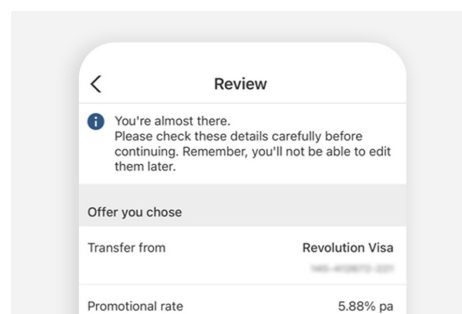 Review
You're almost there.
Please check these details carefully before
continuing. Remember, you'll not be able to edit
them later.
Offer you chose
Transfer from Revolution Visa
Promotional rate 5.88% pa